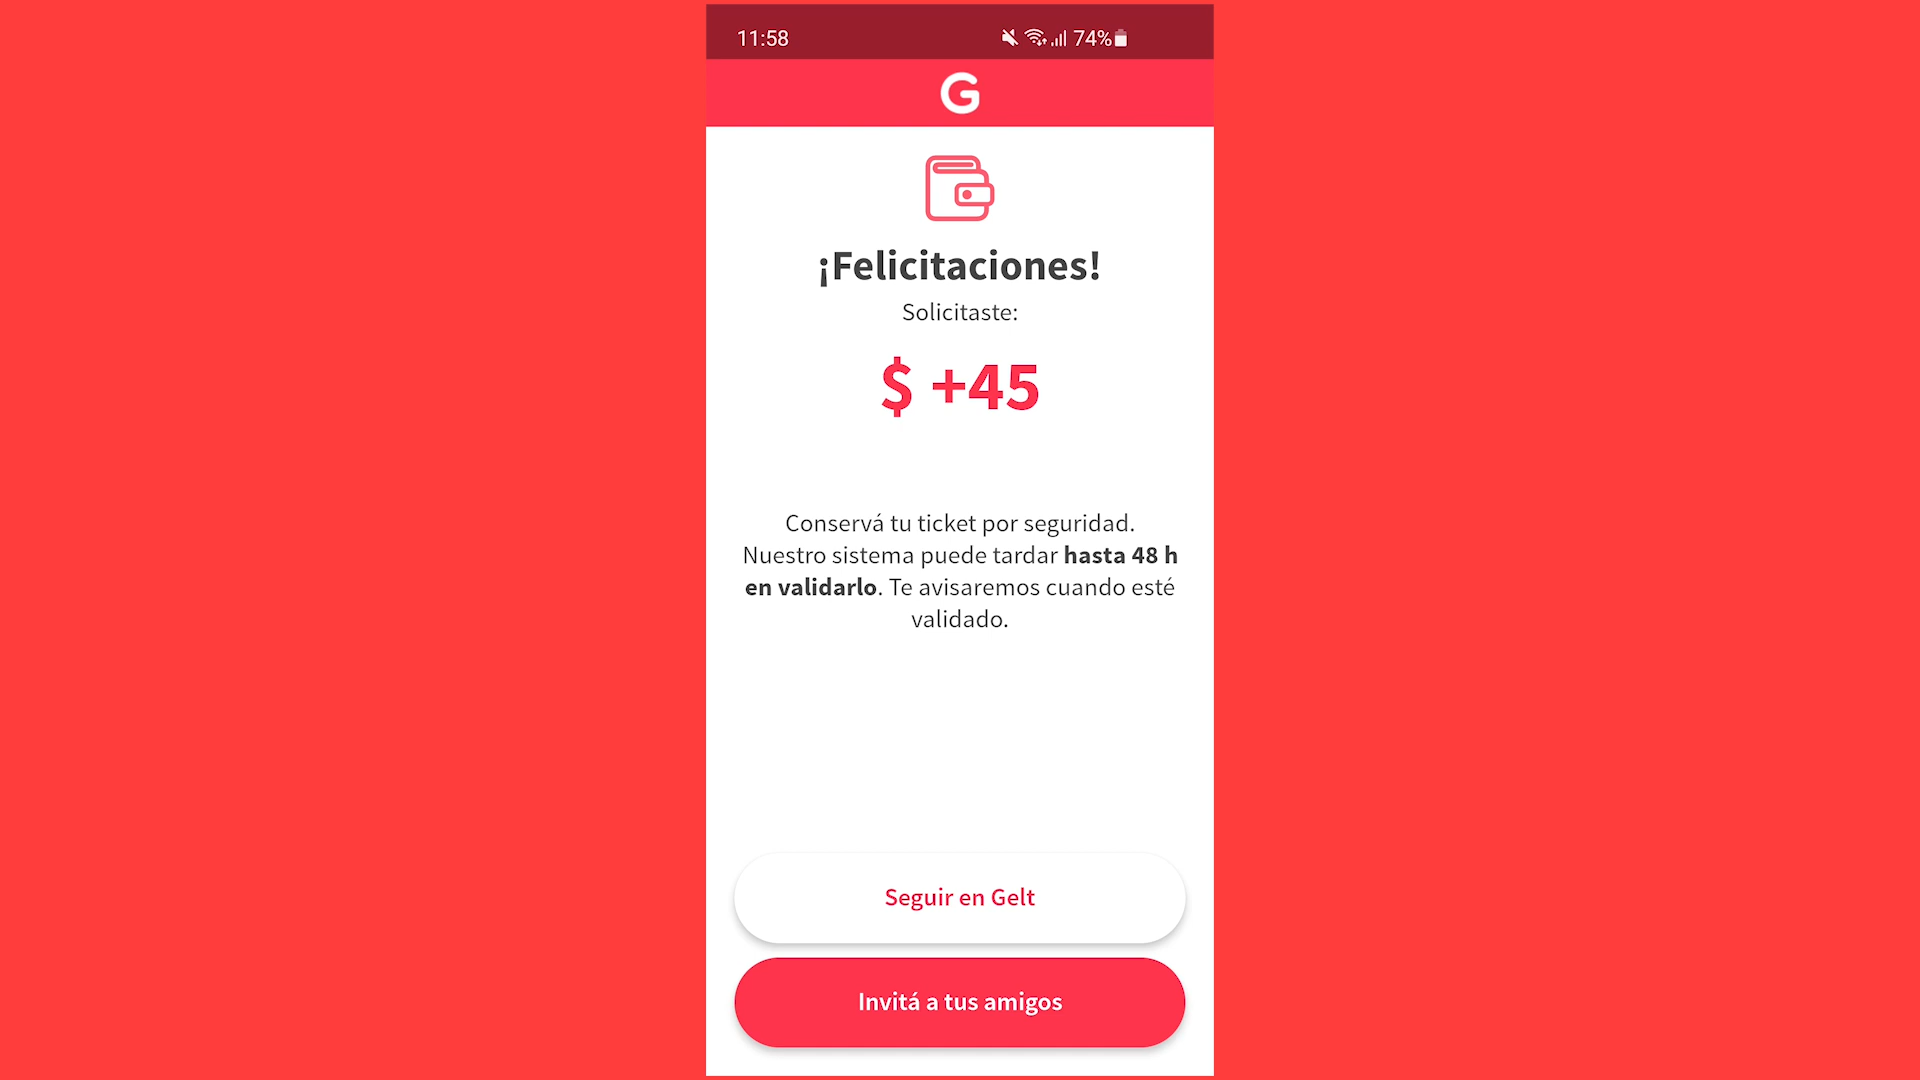 11:58 74%
G
¡Felicitaciones!
Solicitaste:
$ +45
Conservá tu ticket por seguridad.
Nuestro sistema puede tardar hasta 48 h
en validarlo. Te avisaremos cuando esté
validado.
Seguir en Gelt
Invitá a tus amigos